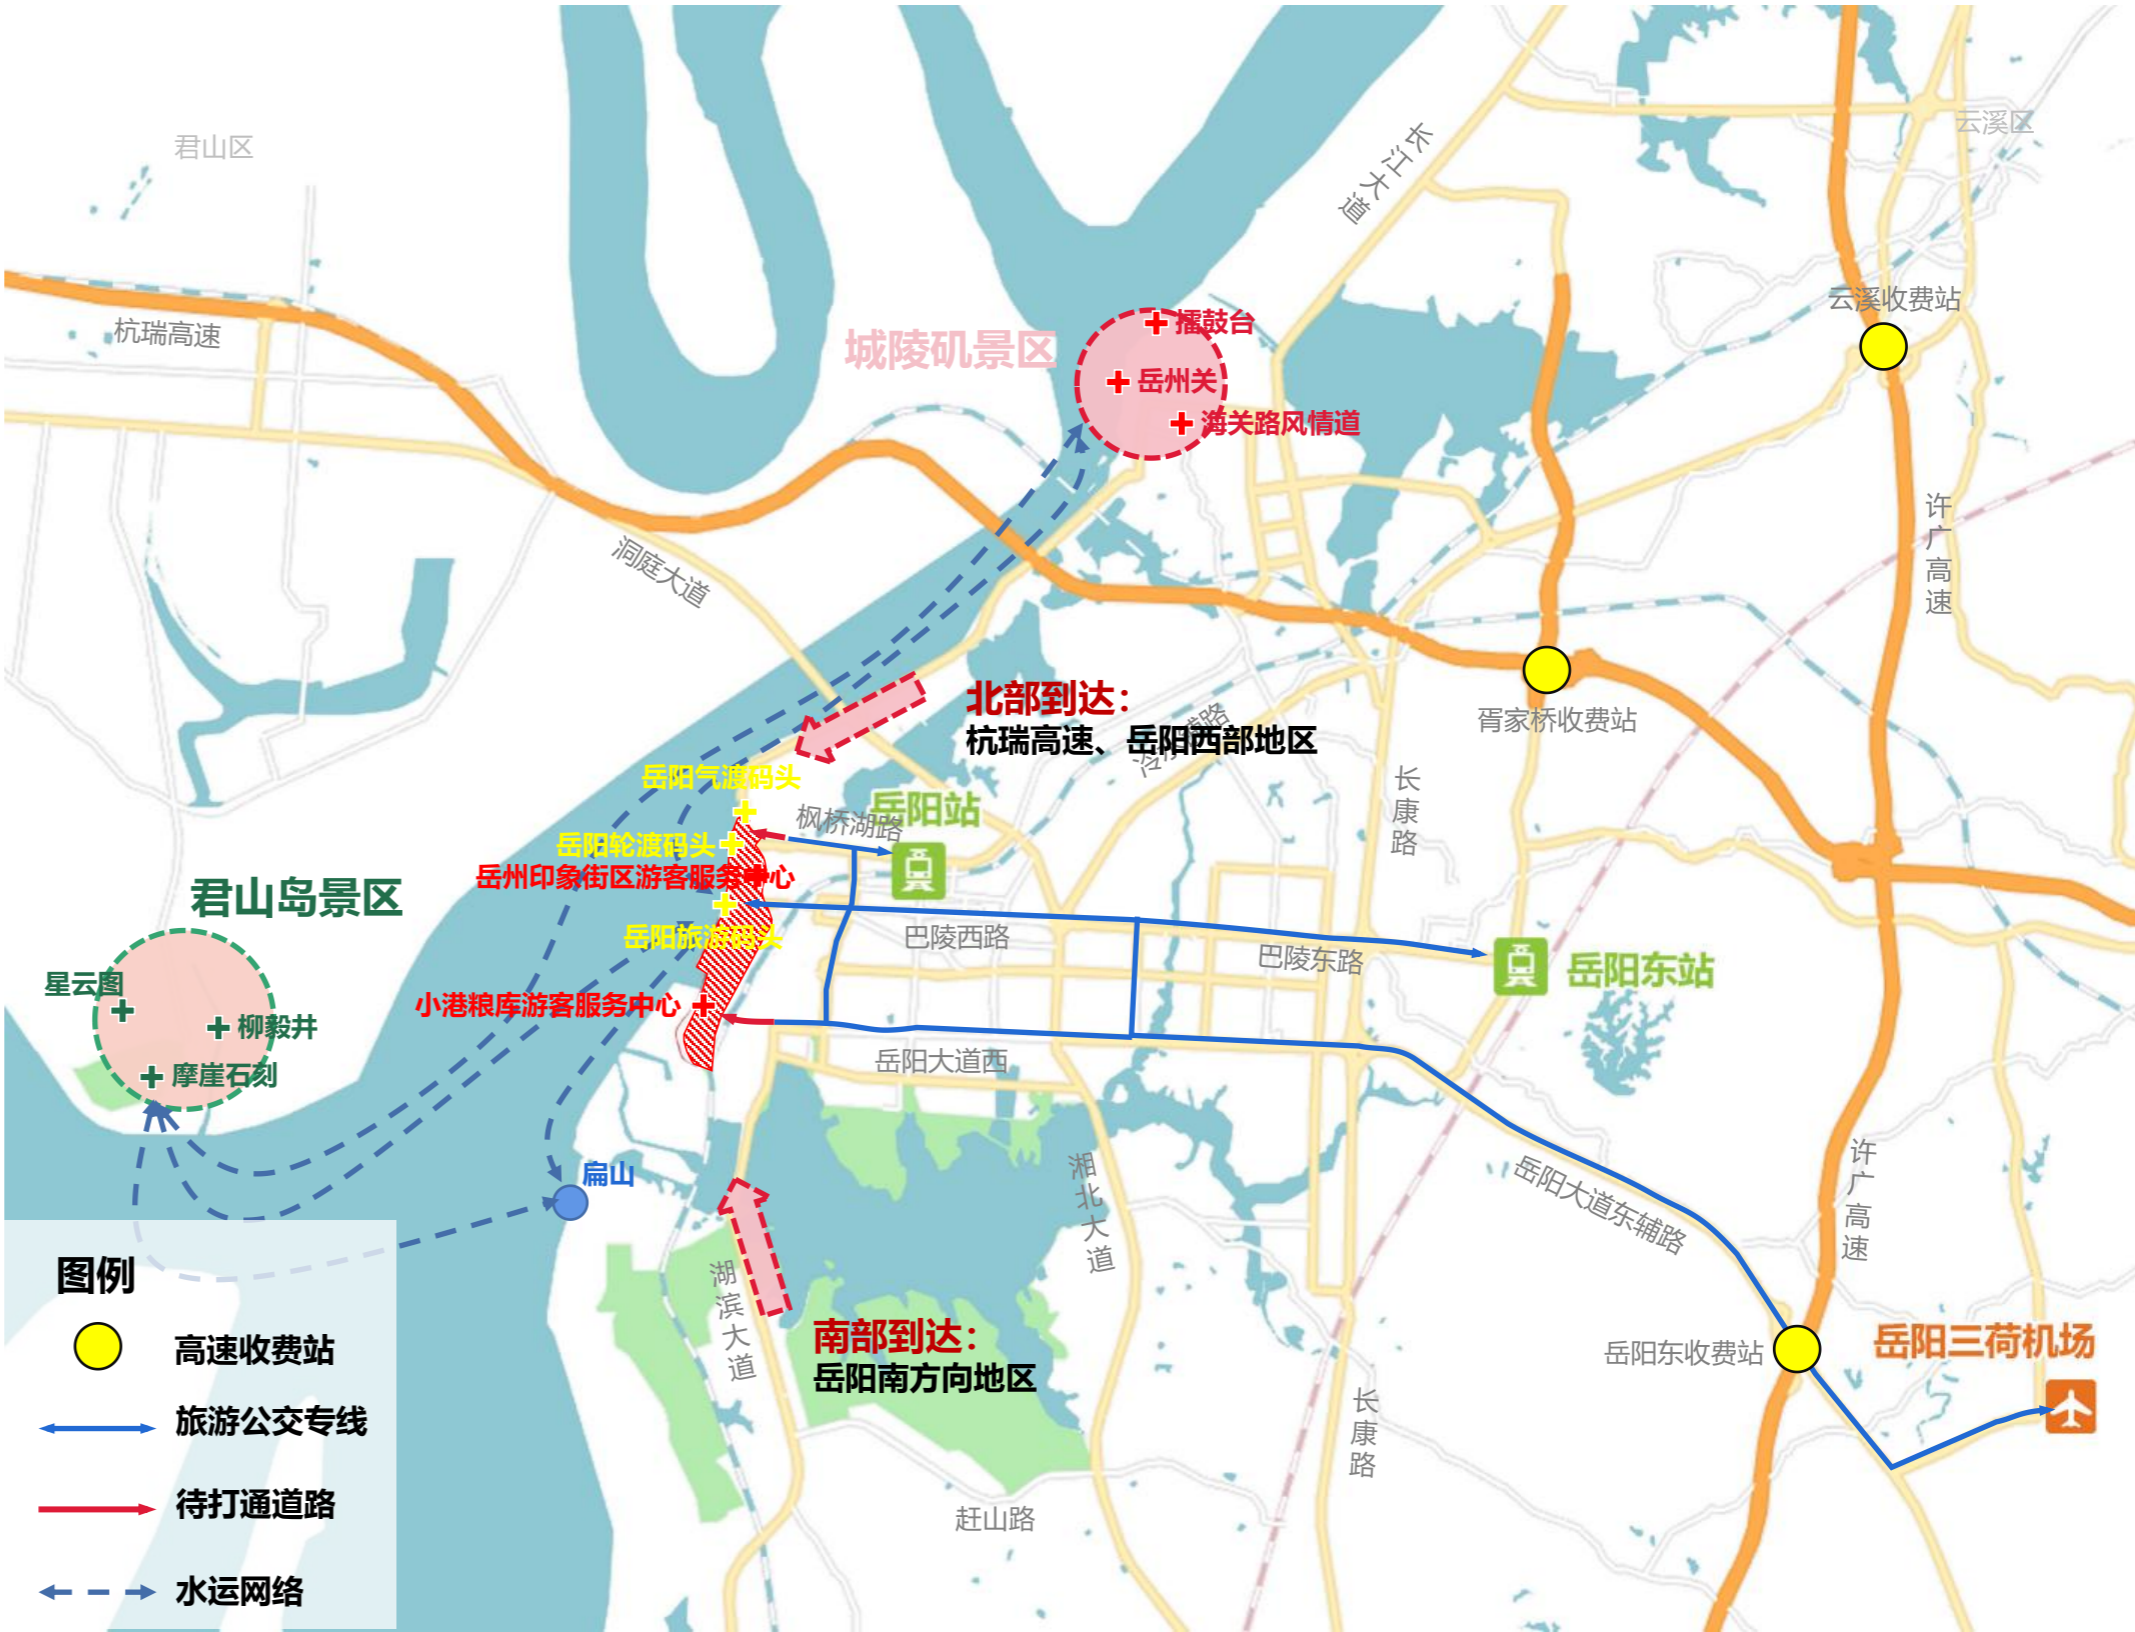 君山区
云溪区
长江大道
杭瑞高速
云溪收费站
城陵矶景区
擂鼓台
岳州关
海关路风情道
许广高速
洞庭大道
北部到达：
杭瑞高速、岳阳西部地区
胥家桥收费站
长康路
岳阳气渡码头
枫桥湖路
岳阳站
岳阳轮渡码头
岳州印象街区游客服务中心
君山岛景区
岳阳旅游码头
巴陵西路
巴陵东路
岳阳东站
星云图
柳毅井
摩崖石刻
小港粮库游客服务中心
岳阳大道西
扁山
湘北大道
岳阳大道东辅路
许广高速
湖滨大道
南部到达：
岳阳南方向地区
岳阳东收费站
岳阳三荷机场
长康路
赶山路
图例
高速收费站
旅游公交专线
待打通道路
水运网络